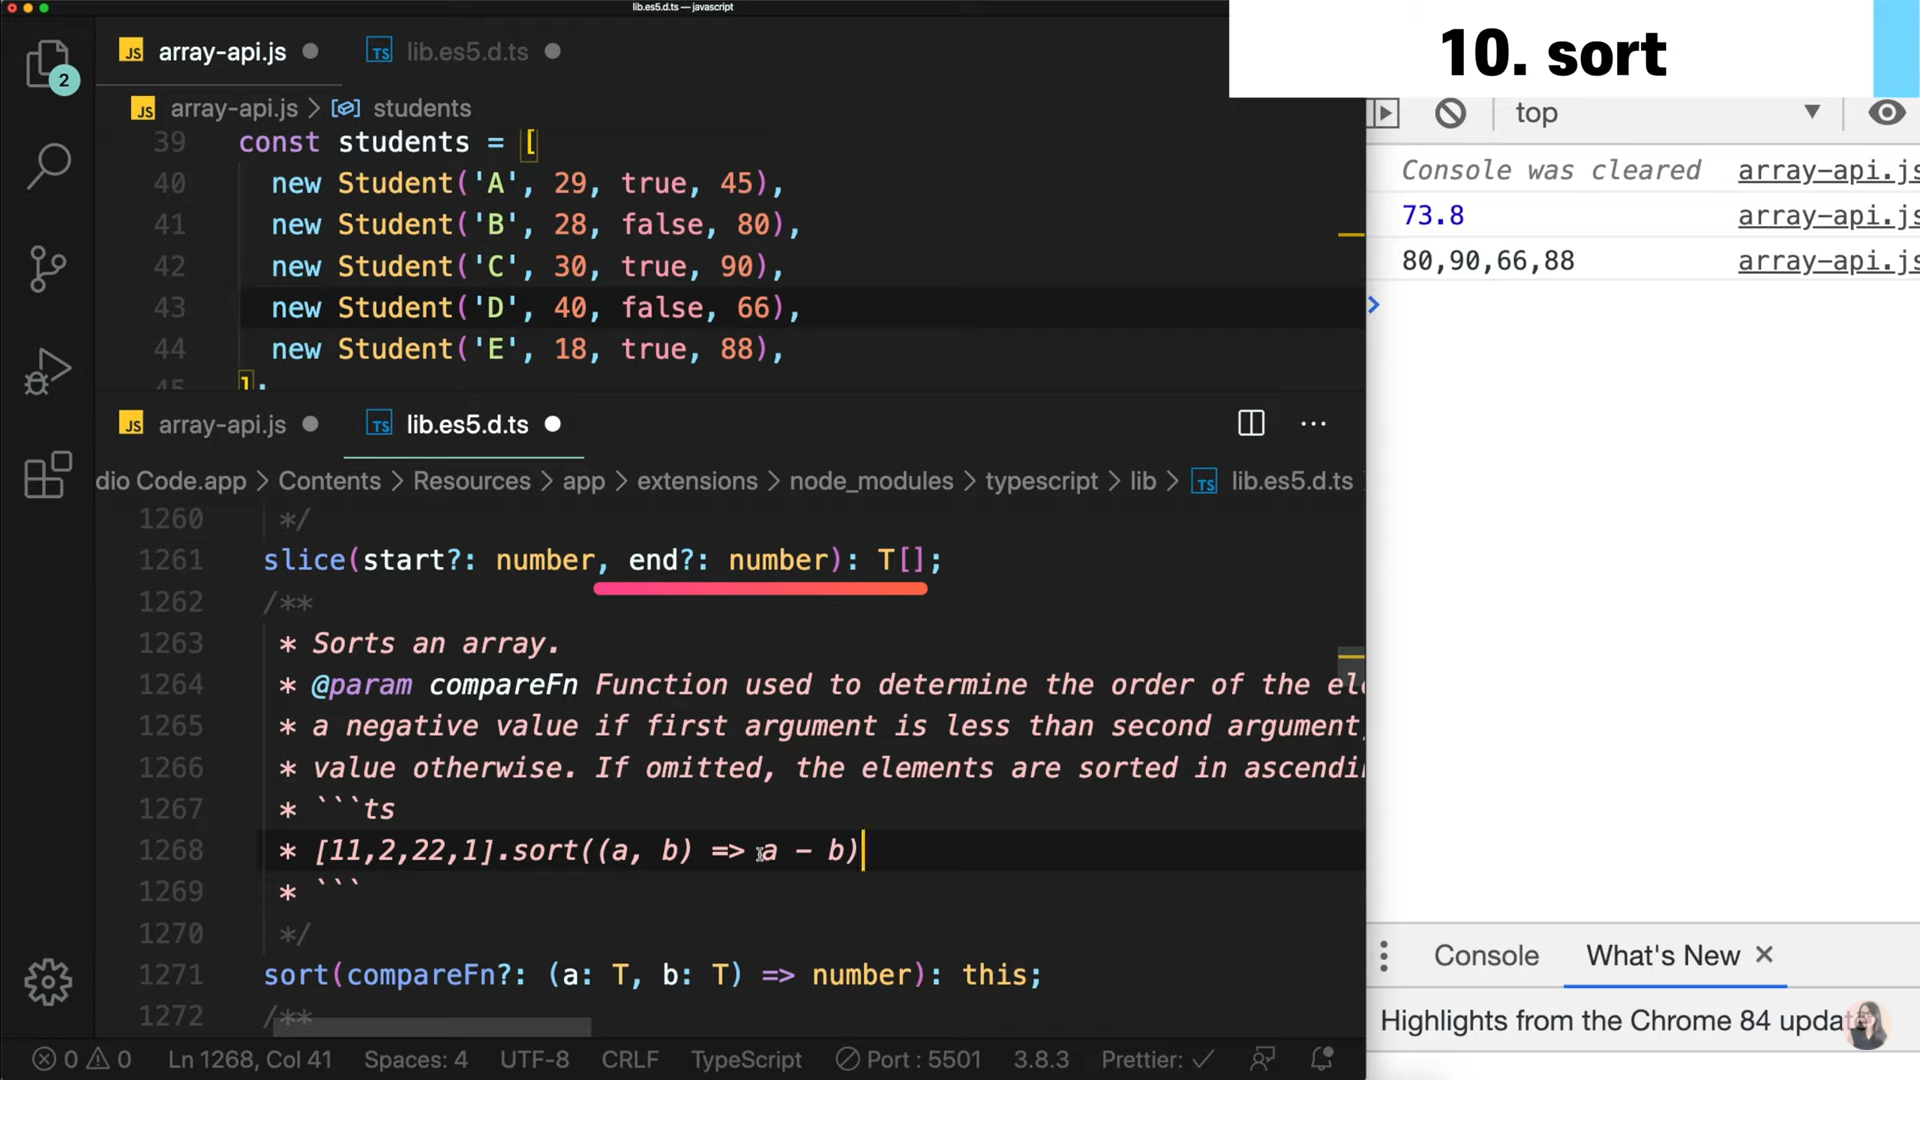 lib.es5.d.ts — javascript
10. sort
2
JS array-api.js
TS lib.es5.d.ts
JS array-api.js > students
39 const students = [
40 new Student('A', 29, true, 45),
41 new Student('B', 28, false, 80),
42 new Student('C', 30, true, 90),
43 new Student('D', 40, false, 66),
44 new Student('E', 18, true, 88),
45 ];
JS array-api.js
TS lib.es5.d.ts
...
dio Code.app > Contents > Resources > app > extensions > node_modules > typescript > lib > TS lib.es5.d.ts
1260 */
1261 slice(start?: number, end?: number): T[];
1262 /**
1263 * Sorts an array.
1264 * @param compareFn Function used to determine the order of the ele
1265 * a negative value if first argument is less than second argument,
1266 * value otherwise. If omitted, the elements are sorted in ascendi
1267 * ```ts
1268 * [11,2,22,1].sort((a, b) => a - b)
1269 * ```
1270 */
1271 sort(compareFn?: (a: T, b: T) => number): this;
1272 /**
0 0 Ln 1268, Col 41 Spaces: 4 UTF-8 CRLF TypeScript Port : 5501 3.8.3 Prettier: ✓
top
Console was cleared array-api.js
73.8 array-api.js
80,90,66,88 array-api.js
>
Console What's New ×
Highlights from the Chrome 84 update